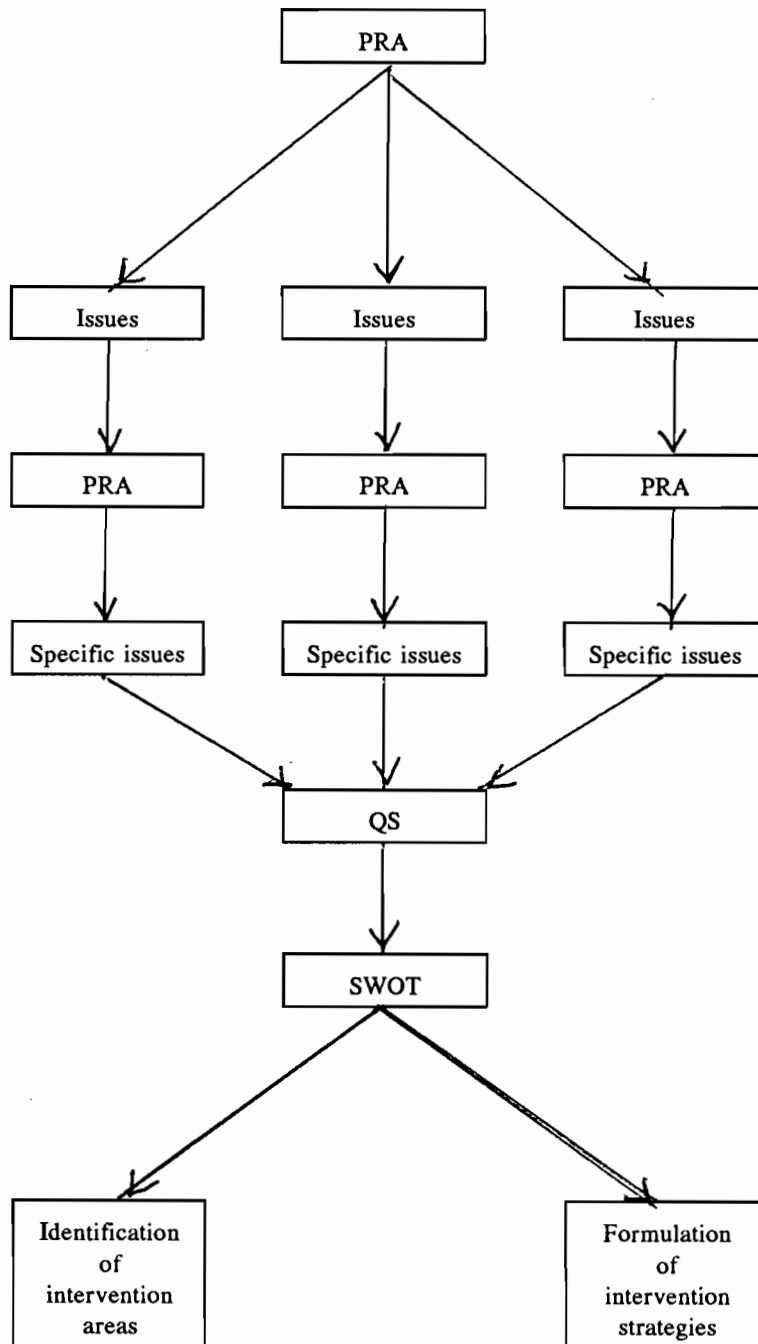 PRA
Issues
Issues
Issues
PRA
PRA
PRA
Specific issues
Specific issues
Specific issues
QS
SWOT
Identification
of
intervention
areas
Formulation
of
intervention
strategies